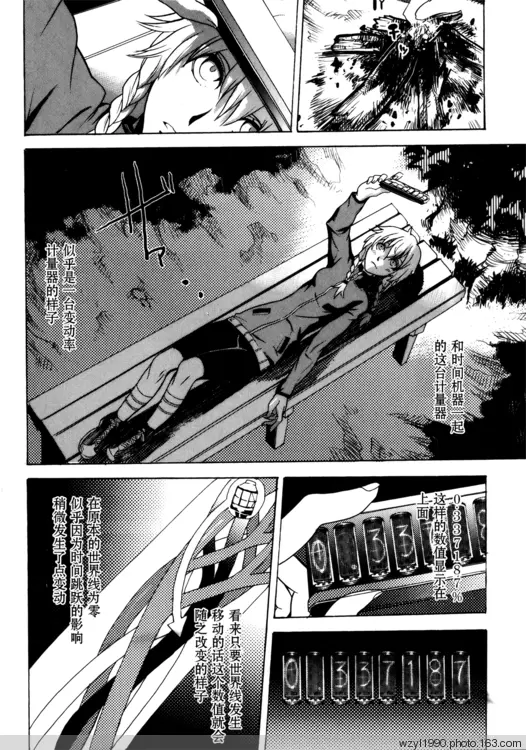 和时间机器一起
的这台计量器
似乎是一台变动率
计量器的样子
0.337187%
这样的数值显示在
上面
0 337187
0 337187
看来只要世界线发生
移动的话这个数值就会
随之改变的样子
在原本的世界线为零
似乎因为时间跳跃的影响
稍微发生了点变动
wzyl1990.photo.163.com